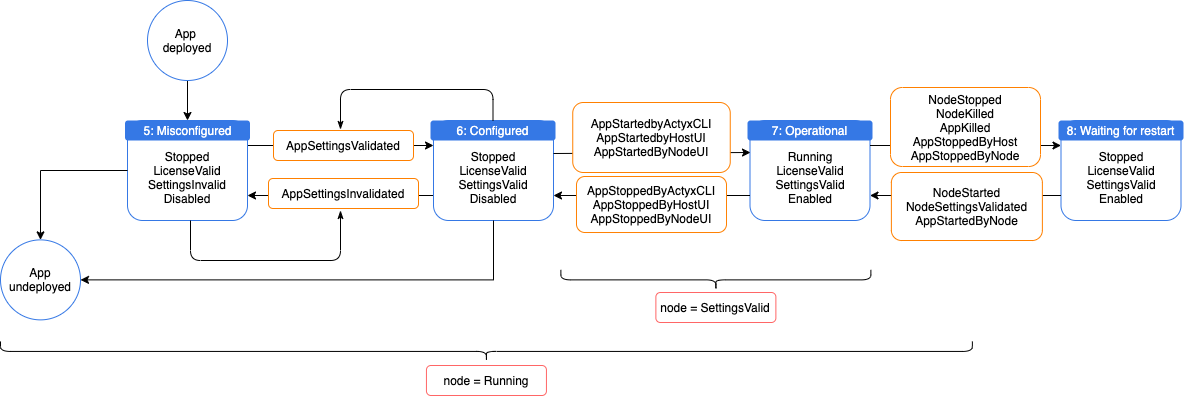 App
deployed
5: Misconfigured
Stopped
LicenseValid
SettingsInvalid
Disabled
AppSettingsValidated
AppSettingsInvalidated
6: Configured
Stopped
LicenseValid
SettingsValid
Disabled
AppStartedbyActyxCLI
AppStartedbyHostUI
AppStartedByNodeUI
AppStoppedByActyxCLI
AppStoppedByHostUI
AppStoppedByNodeUI
7: Operational
Running
LicenseValid
SettingsValid
Enabled
NodeStopped
NodeKilled
AppKilled
AppStoppedByHost
AppStoppedByNode
NodeStarted
NodeSettingsValidated
AppStartedByNode
8: Waiting for restart
Stopped
LicenseValid
SettingsValid
Enabled
App
undeployed
node = SettingsValid
node = Running